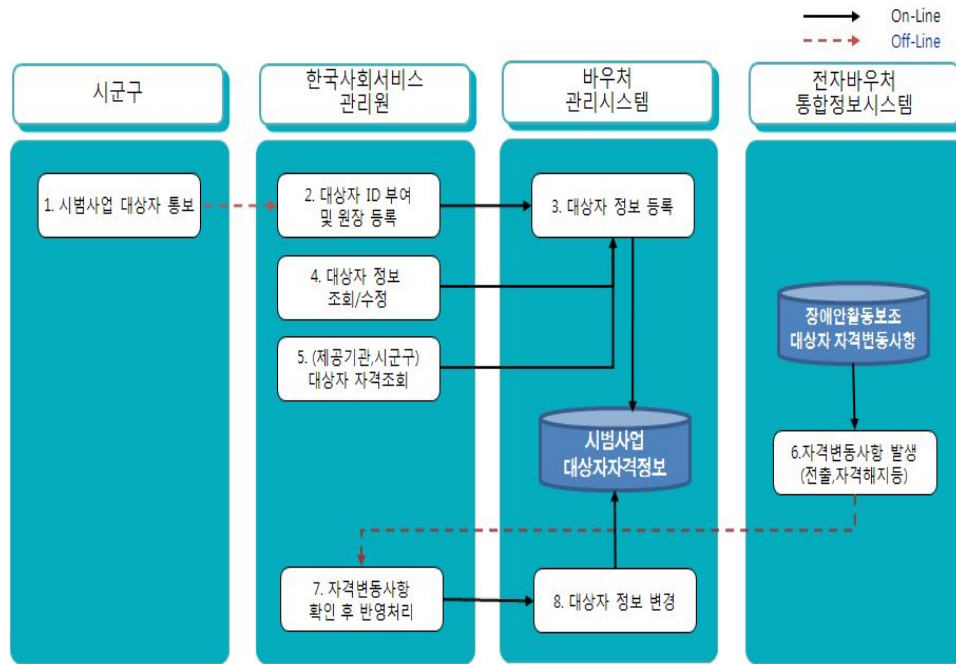 On-Line
Off-Line
시군구
한국사회서비스
관리원
바우처
관리시스템
전자바우처
통합정보시스템
1. 시범사업 대상자 통보
2. 대상자 ID 부여
및 원장 등록
3. 대상자 정보 등록
4. 대상자 정보
조회/수정
5. (제공기관,시군구)
대상자 자격조회
장애안활동보조
대상자 자격변동사항
시범사업
대상자자격정보
6.자격변동사항 발생
(전출,자격해지등)
7. 자격변동사항
확인 후 반영처리
8. 대상자 정보 변경